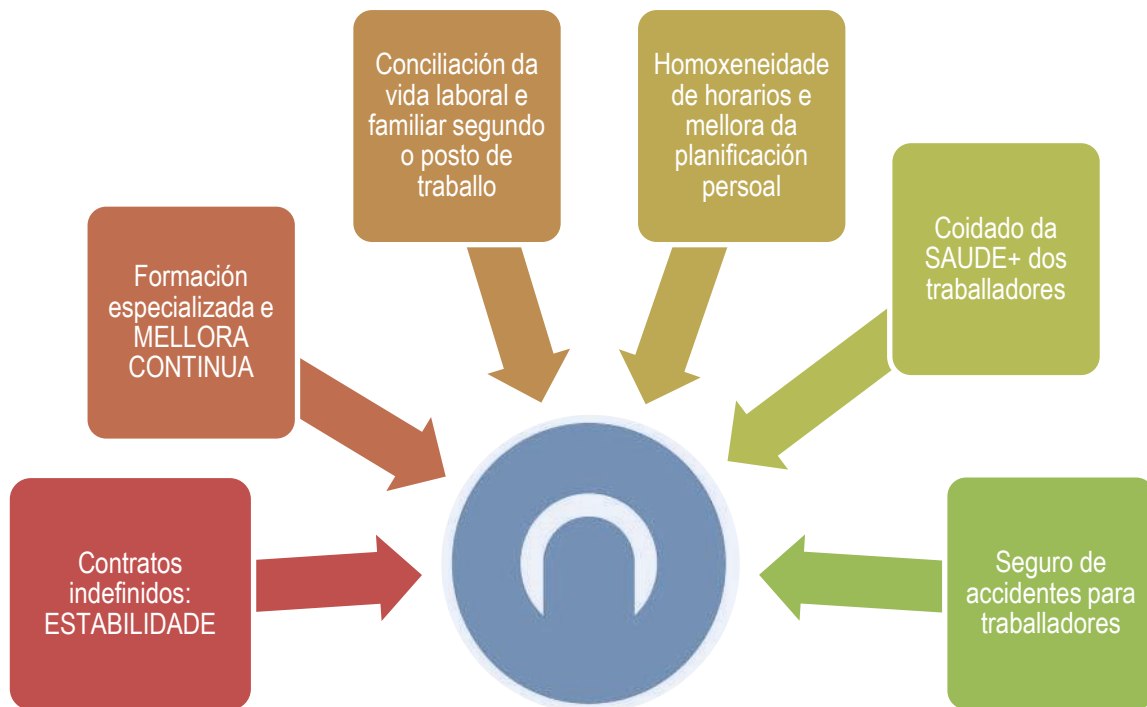 Conciliación da
vida laboral e
familiar segundo
o posto de
traballo
Homoxeneidade
de horarios e
mellora da
planificación
persoal
Coidado da
SAUDE+ dos
traballadores
Formación
especializada e
MELLORA
CONTINUA
Contratos
indefinidos:
ESTABILIDADE
Seguro de
accidentes para
traballadores